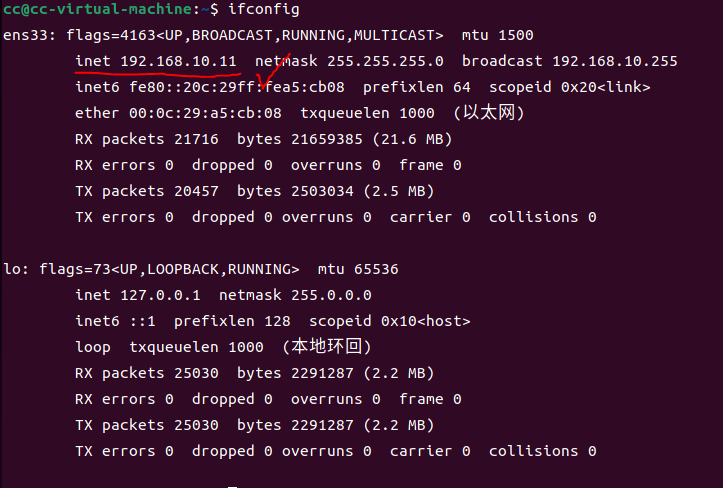 cc@cc-virtual-machine:~$ ifconfig
ens33: flags=4163<UP,BROADCAST,RUNNING,MULTICAST>  mtu 1500
        inet 192.168.10.11  netmask 255.255.255.0  broadcast 192.168.10.255
        inet6 fe80::20c:29ff:fea5:cb08  prefixlen 64  scopeid 0x20<link>
        ether 00:0c:29:a5:cb:08  txqueuelen 1000  (以太网)
        RX packets 21716  bytes 21659385 (21.6 MB)
        RX errors 0  dropped 0  overruns 0  frame 0
        TX packets 20457  bytes 2503034 (2.5 MB)
        TX errors 0  dropped 0 overruns 0  carrier 0  collisions 0
lo: flags=73<UP,LOOPBACK,RUNNING>  mtu 65536
        inet 127.0.0.1  netmask 255.0.0.0
        inet6 ::1  prefixlen 128  scopeid 0x10<host>
        loop  txqueuelen 1000  (本地环回)
        RX packets 25030  bytes 2291287 (2.2 MB)
        RX errors 0  dropped 0  overruns 0  frame 0
        TX packets 25030  bytes 2291287 (2.2 MB)
        TX errors 0  dropped 0 overruns 0  carrier 0  collisions 0